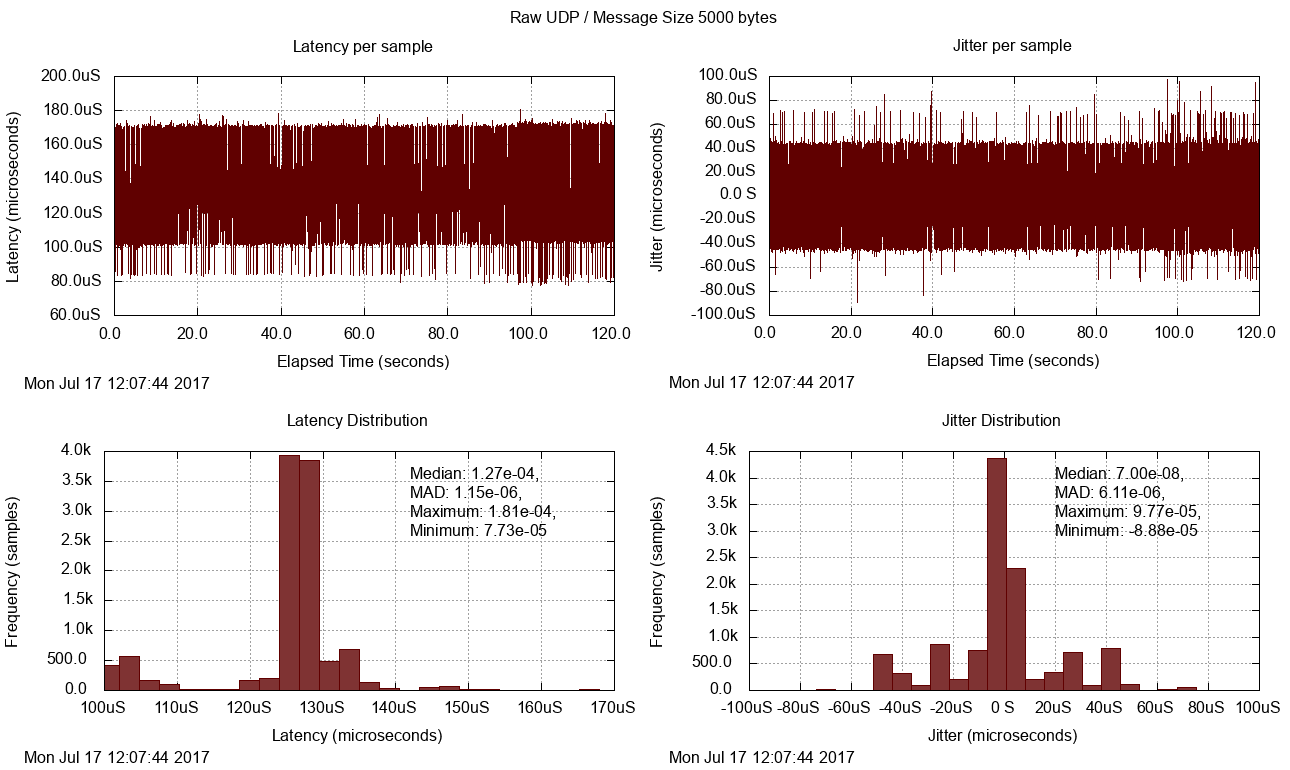 Raw UDP / Message Size 5000 bytes
Latency per sample
200.0uS
180.0uS
160.0uS
140.0uS
120.0uS
100.0uS
80.0uS
60.0uS
0.0 20.0 40.0 60.0 80.0 100.0 120.0
Latency (microseconds)
Elapsed Time (seconds)
Mon Jul 17 12:07:44 2017
Jitter per sample
100.0uS
80.0uS
60.0uS
40.0uS
20.0uS
0.0 S
-20.0uS
-40.0uS
-60.0uS
-80.0uS
-100.0uS
0.0 20.0 40.0 60.0 80.0 100.0 120.0
Jitter (microseconds)
Elapsed Time (seconds)
Mon Jul 17 12:07:44 2017
Latency Distribution
4.0k
3.5k
3.0k
2.5k
2.0k
1.5k
1.0k
500.0
0.0
Median: 1.27e-04,
MAD: 1.15e-06,
Maximum: 1.81e-04,
Minimum: 7.73e-05
100uS 110uS 120uS 130uS 140uS 150uS 160uS 170uS
Frequency (samples)
Latency (microseconds)
Mon Jul 17 12:07:44 2017
Jitter Distribution
4.5k
4.0k
3.5k
3.0k
2.5k
2.0k
1.5k
1.0k
500.0
0.0
Median: 7.00e-08,
MAD: 6.11e-06,
Maximum: 9.77e-05,
Minimum: -8.88e-05
-100uS -80uS -60uS -40uS -20uS 0 S 20uS 40uS 60uS 80uS 100uS
Frequency (samples)
Jitter (microseconds)
Mon Jul 17 12:07:44 2017